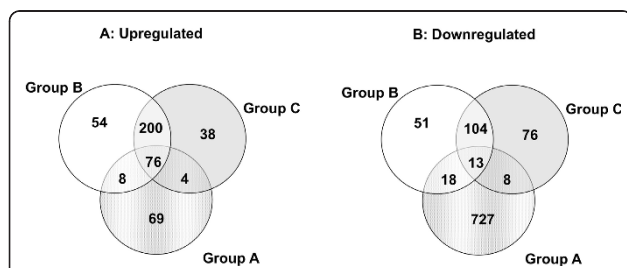 A: Upregulated
Group B
Group C
54
200
38
76
8
4
69
Group A
B: Downregulated
Group B
Group C
51
104
76
13
18
8
727
Group A